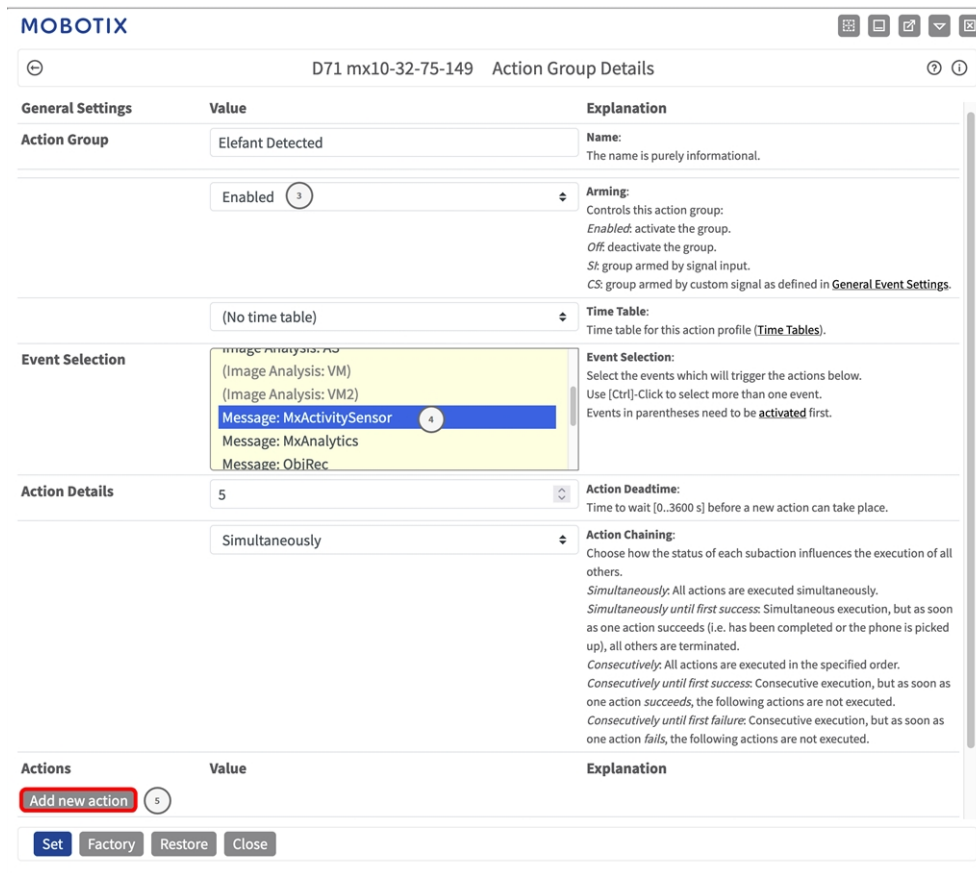 MOBOTIX
D71 mx10-32-75-149 Action Group Details
General Settings Value Explanation
Action Group Elefant Detected Name:
The name is purely informational.
Enabled 3 Arming:
Controls this action group:
Enabled: activate the group.
Off: deactivate the group.
SI: group armed by signal input.
CS: group armed by custom signal as defined in General Event Settings.
(No time table) Time Table:
Time table for this action profile (Time Tables).
Event Selection Image Analysis: AS Event Selection:
(Image Analysis: VM) Select the events which will trigger the actions below.
(Image Analysis: VM2) Use [Ctrl]-Click to select more than one event.
Message: MxActivitySensor 4 Events in parentheses need to be activated first.
Message: MxAnalytics
Message: ObjRec
Action Details 5 Action Deadtime:
Time to wait [0..3600 s] before a new action can take place.
Simultaneously Action Chaining:
Choose how the status of each subaction influences the execution of all
others.
Simultaneously: All actions are executed simultaneously.
Simultaneously until first success: Simultaneous execution, but as soon
as one action succeeds (i.e. has been completed or the phone is picked
up), all others are terminated.
Consecutively: All actions are executed in the specified order.
Consecutively until first success: Consecutive execution, but as soon as
one action succeeds, the following actions are not executed.
Consecutively until first failure: Consecutive execution, but as soon as
one action fails, the following actions are not executed.
Actions Value Explanation
Add new action 5
Set Factory Restore Close